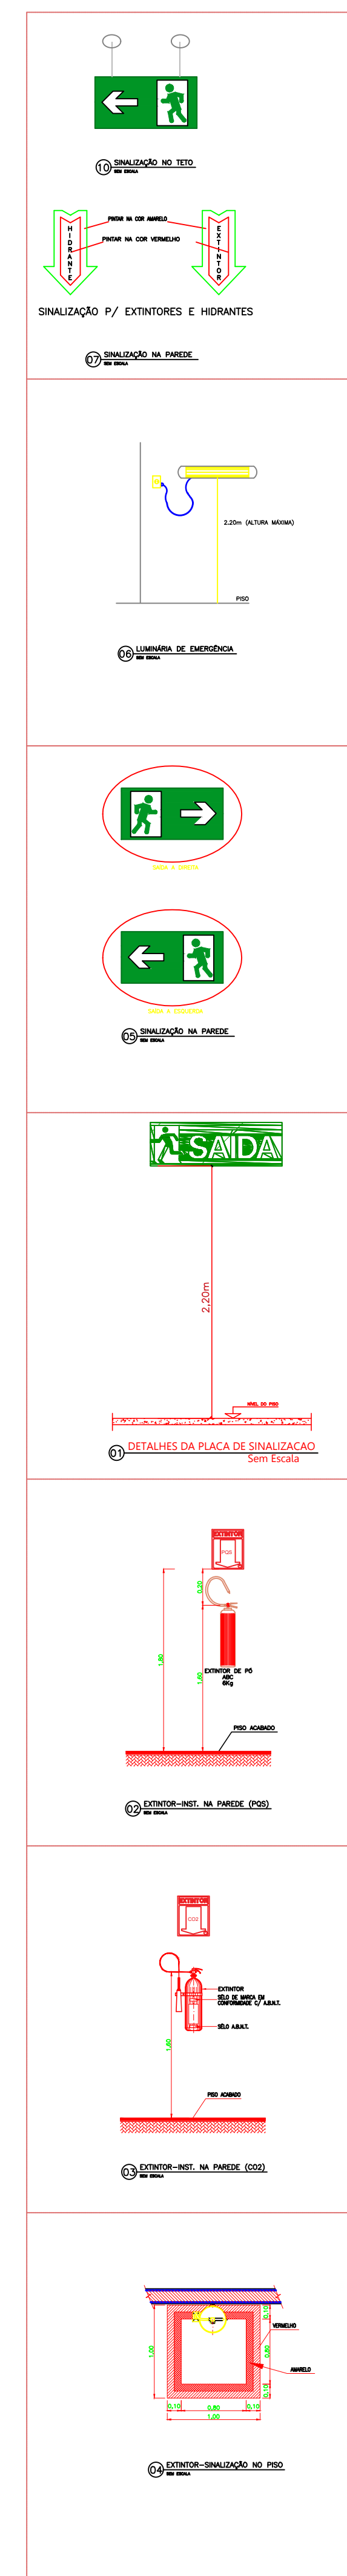 10 SINALIZAÇÃO NO TETO
SEM ESCALA
HIDRANTE
PINTAR NA COR AMARELO
PINTAR NA COR VERMELHO
EXTINTOR
SINALIZAÇÃO P/ EXTINTORES E HIDRANTES
07 SINALIZAÇÃO NA PAREDE
SEM ESCALA
2.20m (ALTURA MÁXIMA)
PISO
06 LUMINÁRIA DE EMERGÊNCIA
SEM ESCALA
SAÍDA A DIREITA
SAÍDA A ESQUERDA
05 SINALIZAÇÃO NA PAREDE
SEM ESCALA
SAÍDA
2,20m
NÍVEL DO PISO
01 DETALHES DA PLACA DE SINALIZACAO
Sem Escala
EXTINTOR
PQS
0,20
1,80
1,60
EXTINTOR DE PÓ
ABC
6Kg
PISO ACABADO
02 EXTINTOR-INST. NA PAREDE (PQS)
SEM ESCALA
EXTINTOR
CO2
EXTINTOR
SÊLO DE MARCA EM
CONFORMIDADE C/ A.B.N.T.
SÊLO A.B.N.T.
1,60
PISO ACABADO
03 EXTINTOR-INST. NA PAREDE (CO2)
SEM ESCALA
0,10
VERMELHO
1,00
0,80
AMARELO
0,10
0,10 0,80 0,10
1,00
04 EXTINTOR-SINALIZAÇÃO NO PISO
SEM ESCALA